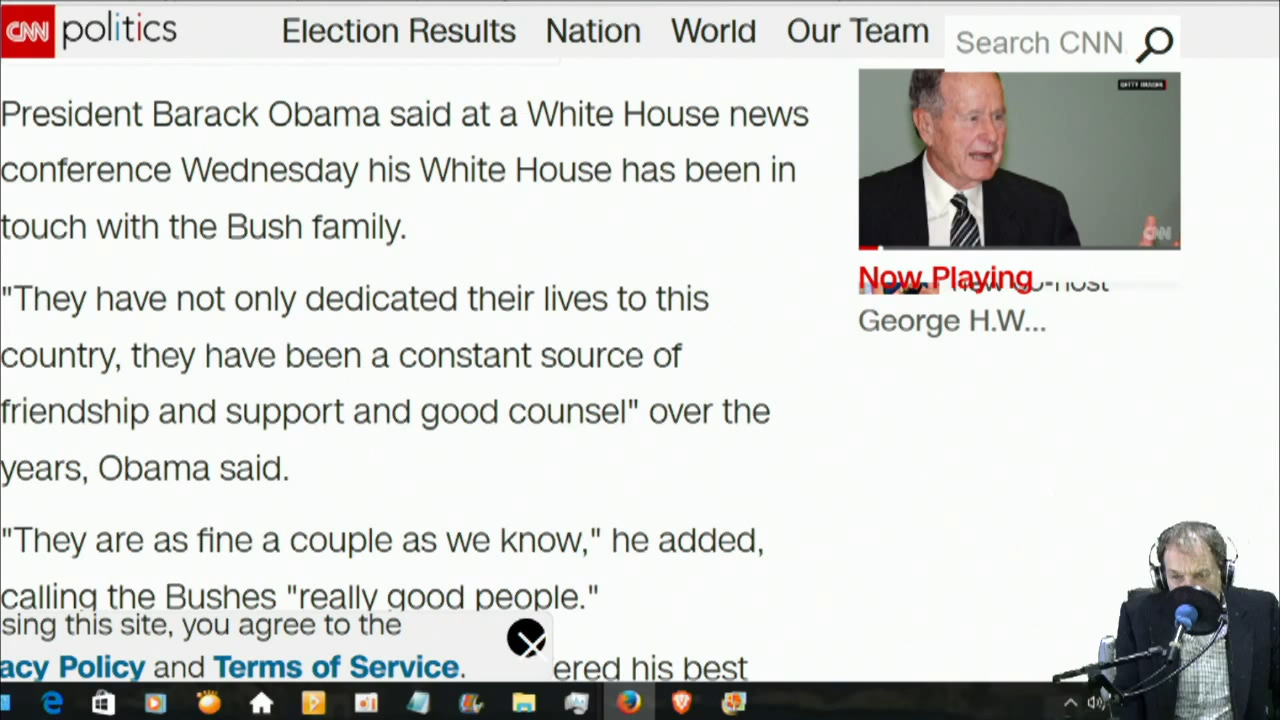 CNN politics Election Results Nation World Our Team Search CNN
President Barack Obama said at a White House news
conference Wednesday his White House has been in
touch with the Bush family.
"They have not only dedicated their lives to this
country, they have been a constant source of
friendship and support and good counsel" over the
years, Obama said.
"They are as fine a couple as we know," he added,
calling the Bushes "really good people."
sing this site, you agree to the
acy Policy and Terms of Service.
ered his best
GETTY IMAGES
CNN
Now Playing
co-host
George H.W...